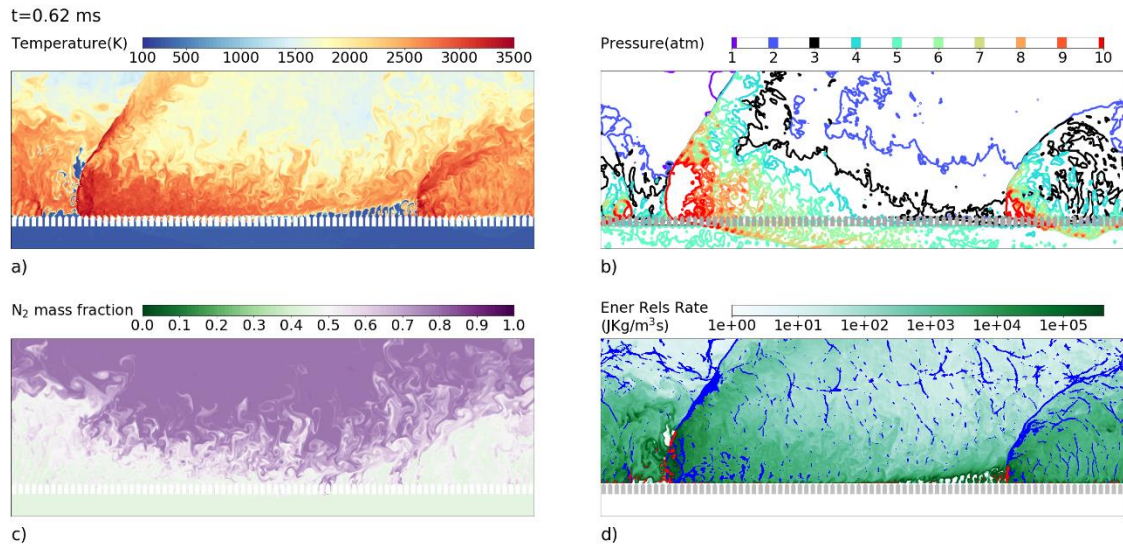 t=0.62 ms
Temperature(K)
100 500 1000 1500 2000 2500 3000 3500
a)
Pressure(atm)
1 2 3 4 5 6 7 8 9 10
b)
N₂ mass fraction
0.0 0.1 0.2 0.3 0.4 0.5 0.6 0.7 0.8 0.9 1.0
c)
Ener Rels Rate
(JKg/m³s)
1e+00 1e+01 1e+02 1e+03 1e+04 1e+05
d)